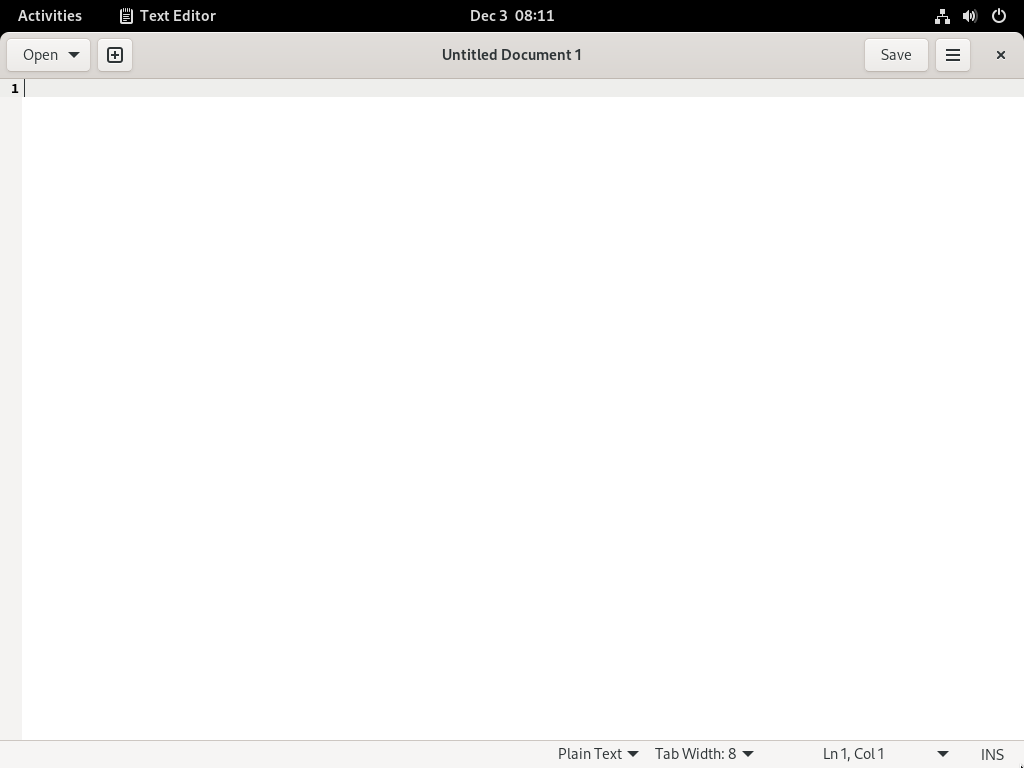 Activities Text Editor Dec 3 08:11
Open Untitled Document 1 Save
1
Plain Text Tab Width: 8 Ln 1, Col 1 INS